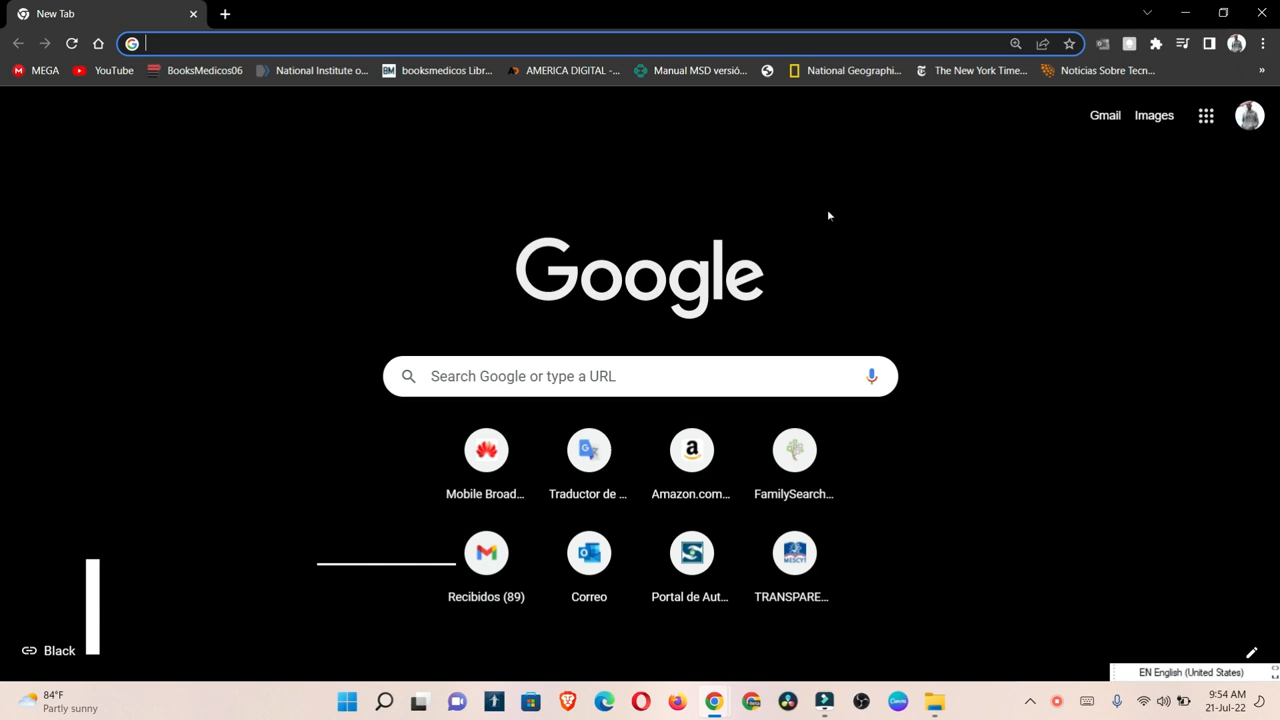 New Tab
MEGA
YouTube
BooksMedicos06
National Institute o...
BM booksmedicos Libr...
AMERICA DIGITAL -...
Manual MSD versió...
National Geographi...
The New York Time...
Noticias Sobre Tecn...
»
Gmail
Images
Google
Search Google or type a URL
Mobile Broad...
Traductor de ...
Amazon.com...
FamilySearch...
Recibidos (89)
Correo
Portal de Aut...
TRANSPARE...
Black
EN English (United States)
84°F
Partly sunny
9:54 AM
21-Jul-22